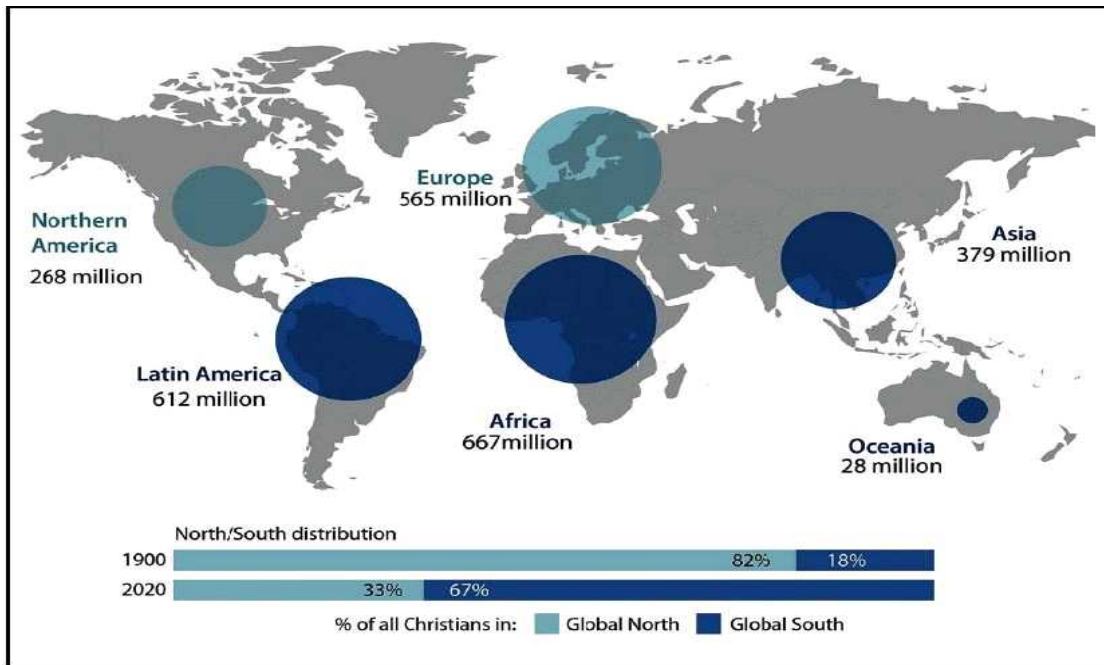 Europe
565 million
Northern
America
268 million
Asia
379 million
Latin America
612 million
Africa
667million
Oceania
28 million
North/South distribution
1900 82% 18%
2020 33% 67%
% of all Christians in: Global North Global South